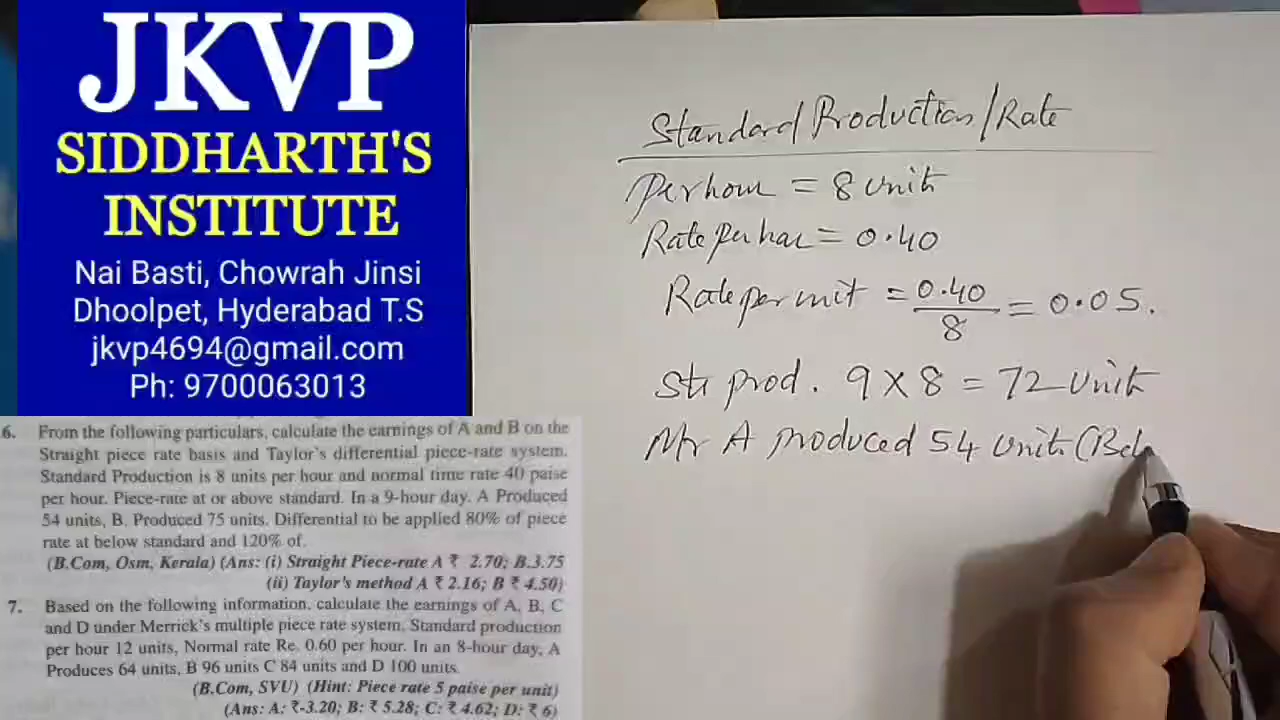 JKVP
SIDDHARTH'S
INSTITUTE
Nai Basti, Chowrah Jinsi
Dhoolpet, Hyderabad T.S
jkvp4694@gmail.com
Ph: 9700063013
6. From the following particulars, calculate the earnings of A and B on the
Straight piece rate basis and Taylor's differential piece-rate system.
Standard Production is 8 units per hour and normal time rate 40 paise
per hour. Piece-rate at or above standard. In a 9-hour day. A Produced
54 units, B. Produced 75 units. Differential to be applied 80% of piece
rate at below standard and 120% of.
(B.Com, Osm, Kerala) (Ans: (i) Straight Piece-rate A ₹ 2.70; B.3.75
(ii) Taylor's method A ₹ 2.16; B ₹ 4.50)
7. Based on the following information, calculate the earnings of A, B, C
and D under Merrick's multiple piece rate system. Standard production
per hour 12 units, Normal rate Re. 0.60 per hour. In an 8-hour day, A
Produces 64 units, B 96 units C 84 units and D 100 units.
(B.Com, SVU) (Hint: Piece rate 5 paise per unit)
(Ans: A: ₹-3.20; B: ₹ 5.28; C: ₹ 4.62; D: ₹ 6)
Standard Production/Rate
Per hour = 8 unit
Rate per hour = 0.40
Rate per unit = 0.40/8 = 0.05.
Str prod. 9 X 8 = 72 Unit
Mr A produced 54 Unit (Bel